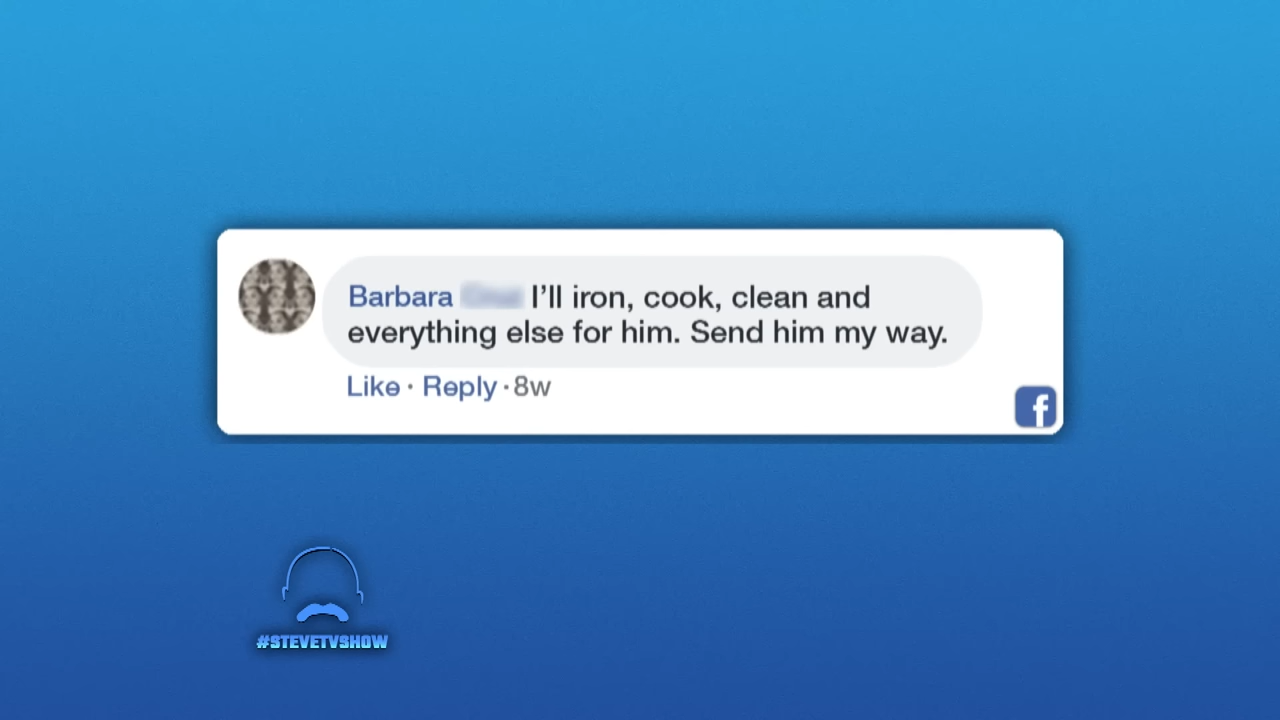 Barbara I'll iron, cook, clean and
everything else for him. Send him my way.
Like · Reply · 8w
f
#STEVETVSHOW